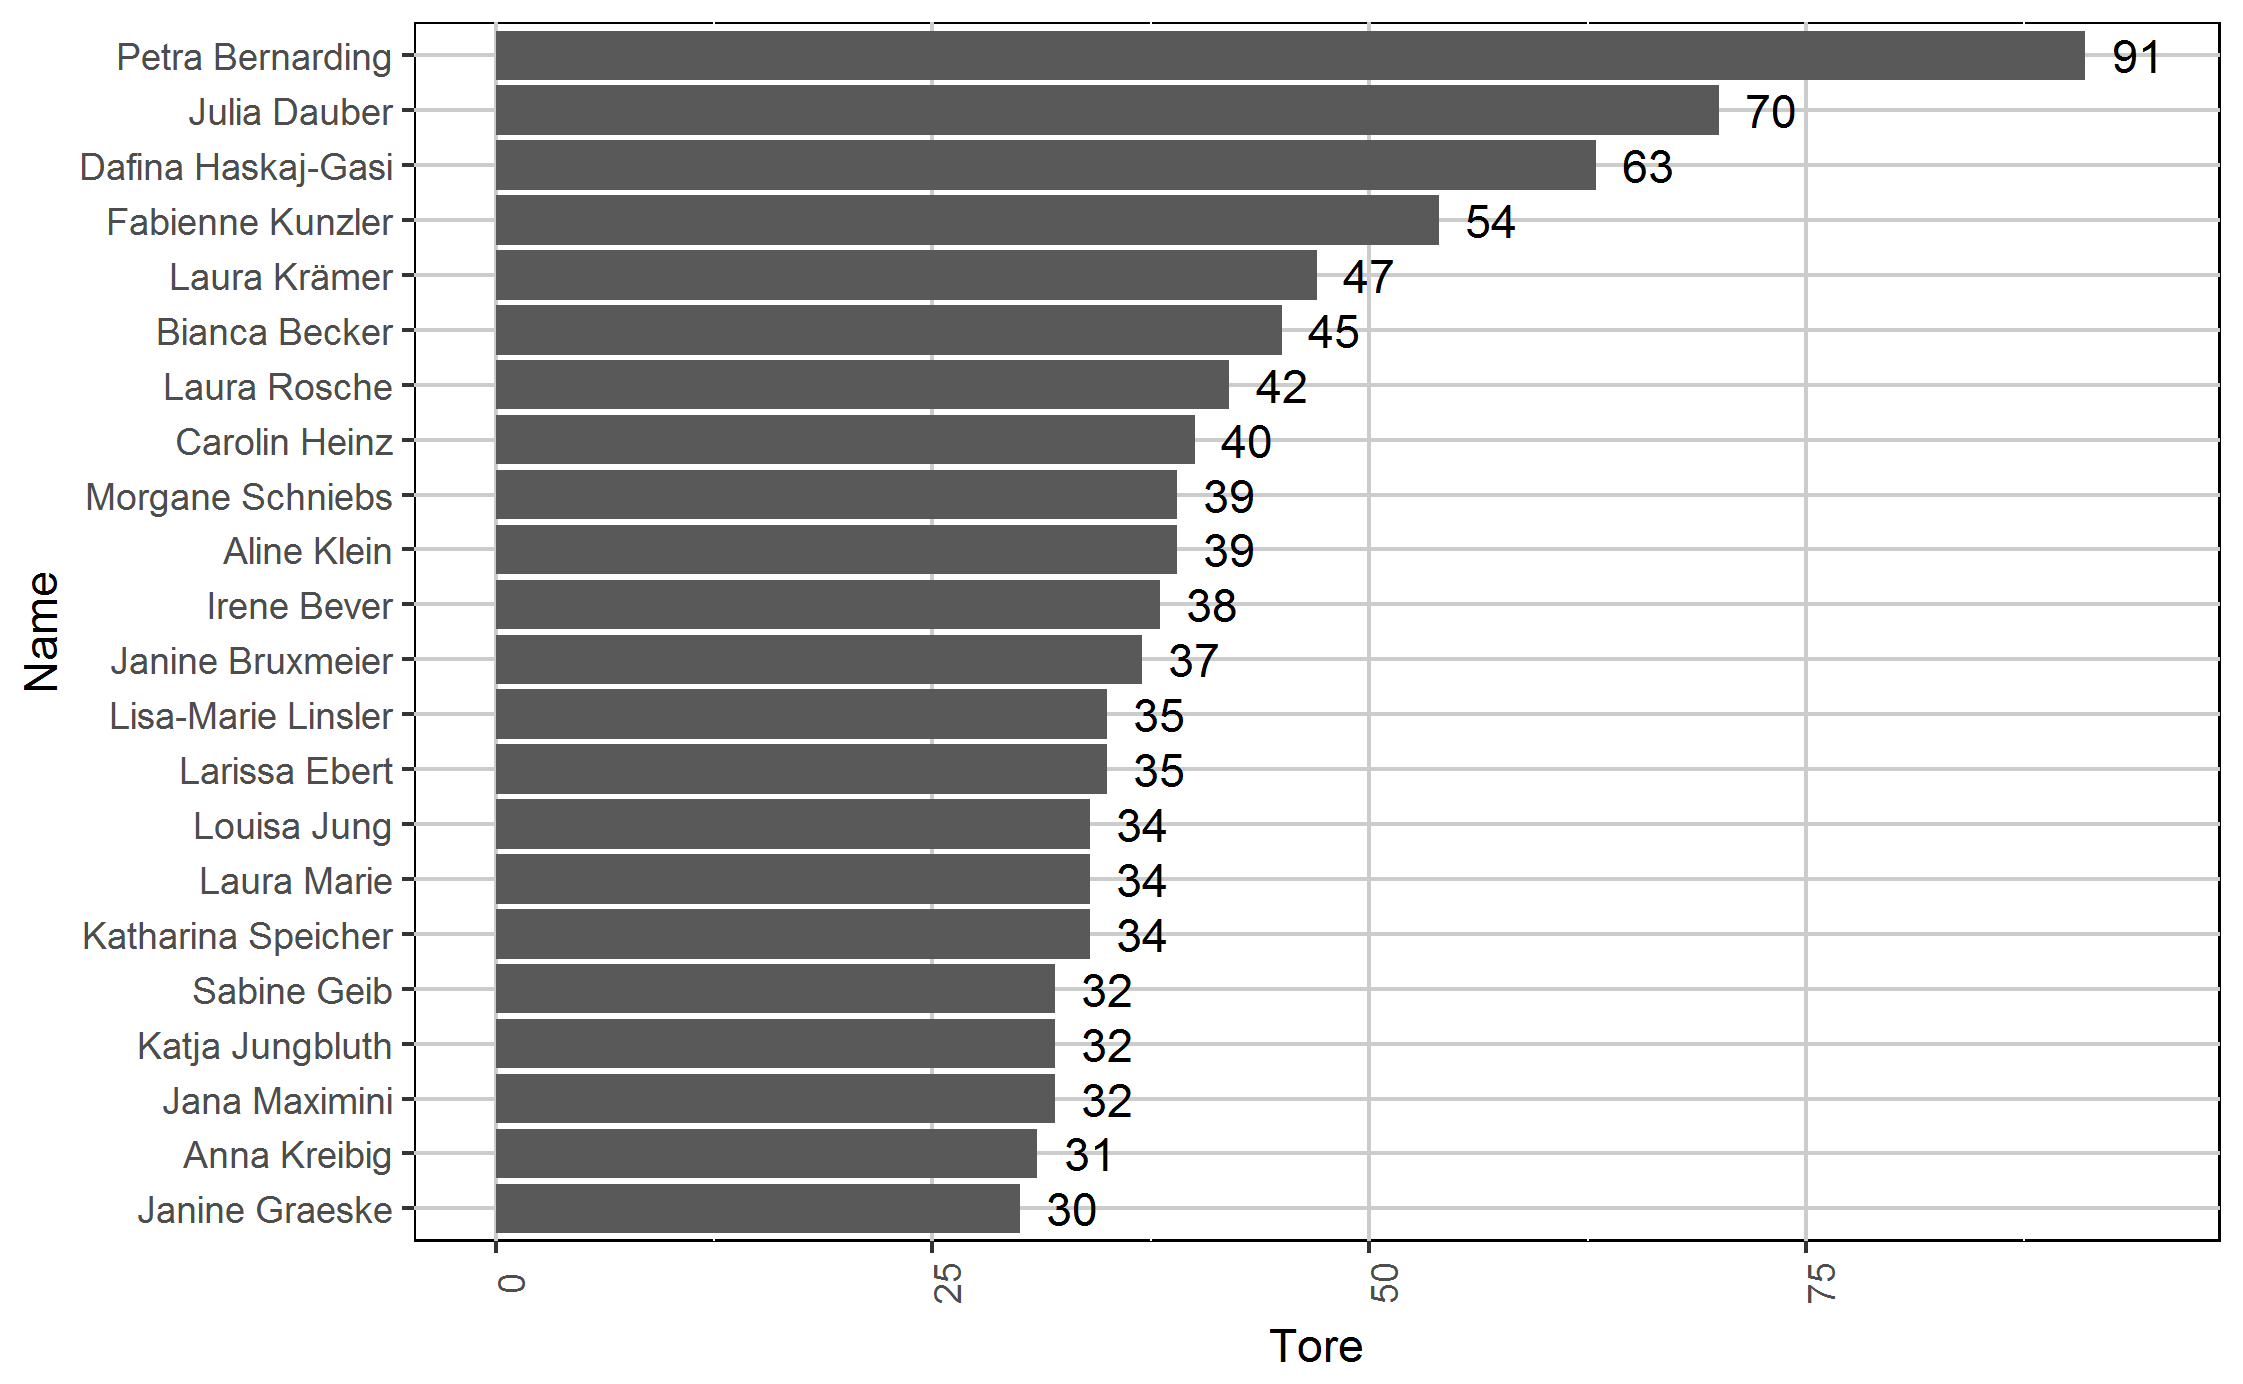 Petra Bernarding 91
Julia Dauber 70
Dafina Haskaj-Gasi 63
Fabienne Kunzler 54
Laura Krämer 47
Bianca Becker 45
Laura Rosche 42
Carolin Heinz 40
Morgane Schniebs 39
Aline Klein 39
Irene Bever 38
Janine Bruxmeier 37
Lisa-Marie Linsler 35
Larissa Ebert 35
Louisa Jung 34
Laura Marie 34
Katharina Speicher 34
Sabine Geib 32
Katja Jungbluth 32
Jana Maximini 32
Anna Kreibig 31
Janine Graeske 30
Name
0 25 50 75
Tore